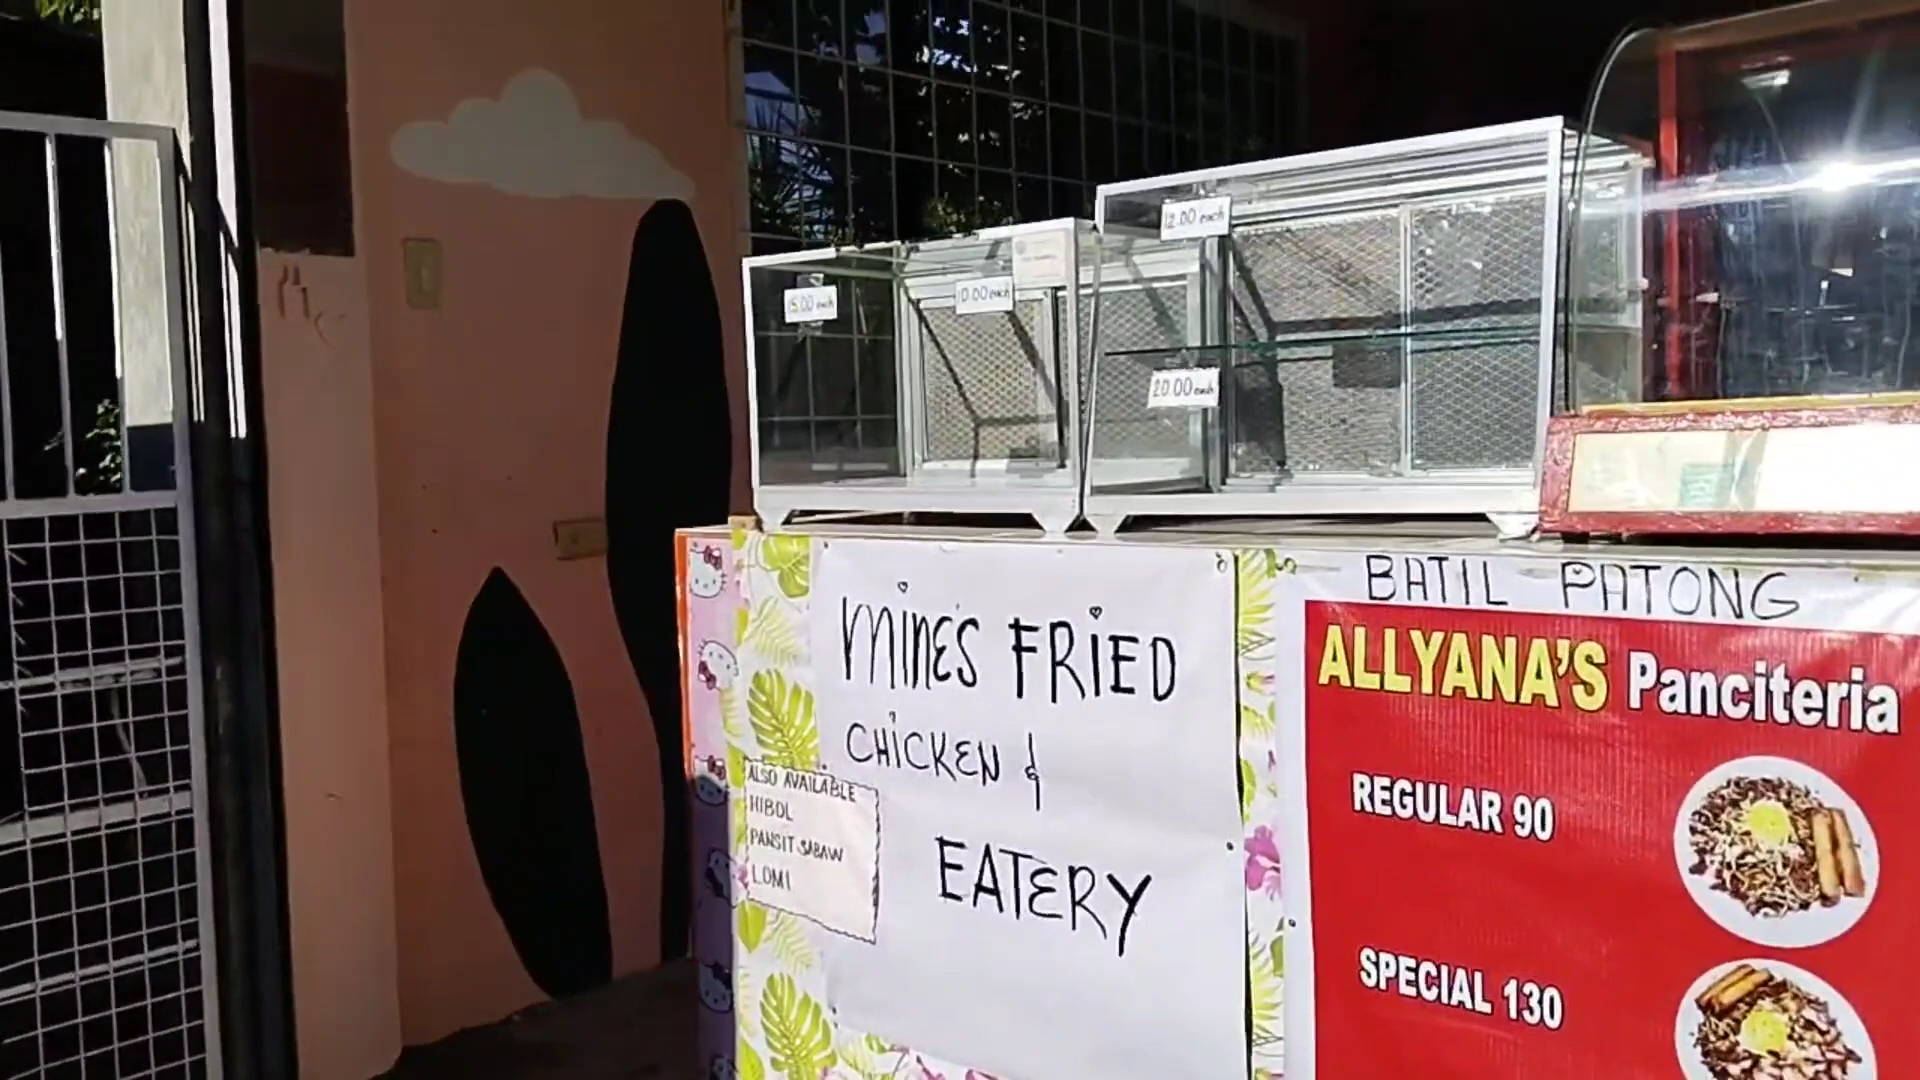 12.00 each
15.00 each
10.00 each
20.00 each
MINE'S FRIED
CHICKEN &
EATERY
ALSO AVAILABLE
HIBOL
PANSIT SABAW
LOMI
BATIL PATONG
ALLYANA'S Panciteria
REGULAR 90
SPECIAL 130